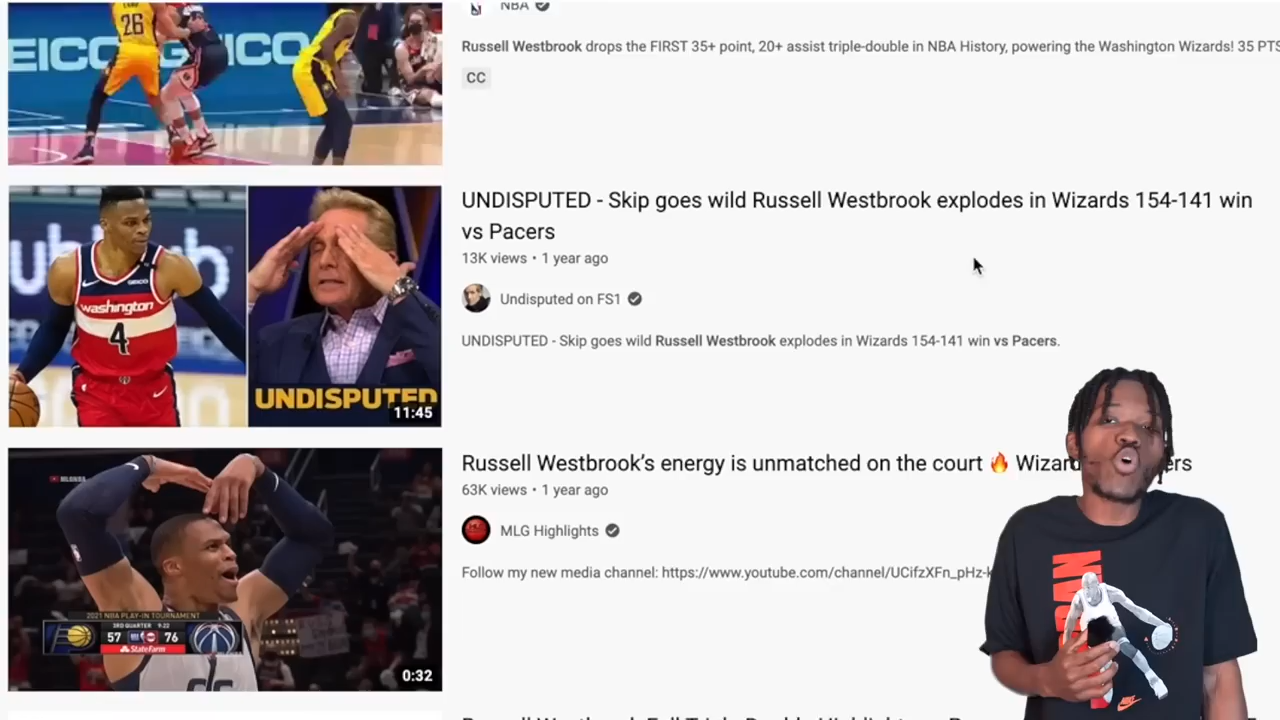 26
EICO
NBA
Russell Westbrook drops the FIRST 35+ point, 20+ assist triple-double in NBA History, powering the Washington Wizards! 35 PTS
CC
UNDISPUTED - Skip goes wild Russell Westbrook explodes in Wizards 154-141 win
vs Pacers
13K views • 1 year ago
Undisputed on FS1
UNDISPUTED - Skip goes wild Russell Westbrook explodes in Wizards 154-141 win vs Pacers.
GEICO
washington
4
UNDISPUTED
11:45
Russell Westbrook's energy is unmatched on the court 🔥
63K views • 1 year ago
MLG Highlights
Follow my new media channel: https://www.youtube.com/channel/UCifzXFn_pHz-
2021 NBA PLAY-IN TOURNAMENT
3RD QUARTER 9:22
57 76
StateFarm
0:32